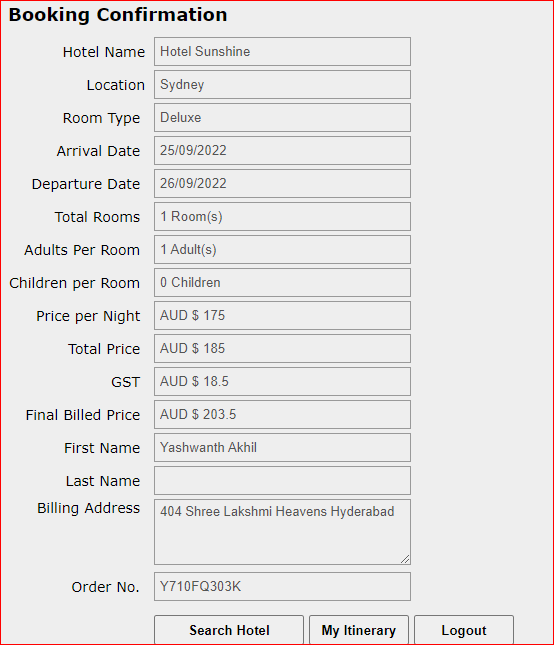 Booking Confirmation
Hotel Name Hotel Sunshine
Location Sydney
Room Type Deluxe
Arrival Date 25/09/2022
Departure Date 26/09/2022
Total Rooms 1 Room(s)
Adults Per Room 1 Adult(s)
Children per Room 0 Children
Price per Night AUD $ 175
Total Price AUD $ 185
GST AUD $ 18.5
Final Billed Price AUD $ 203.5
First Name Yashwanth Akhil
Last Name
Billing Address 404 Shree Lakshmi Heavens Hyderabad
Order No. Y710FQ303K
Search Hotel My Itinerary Logout